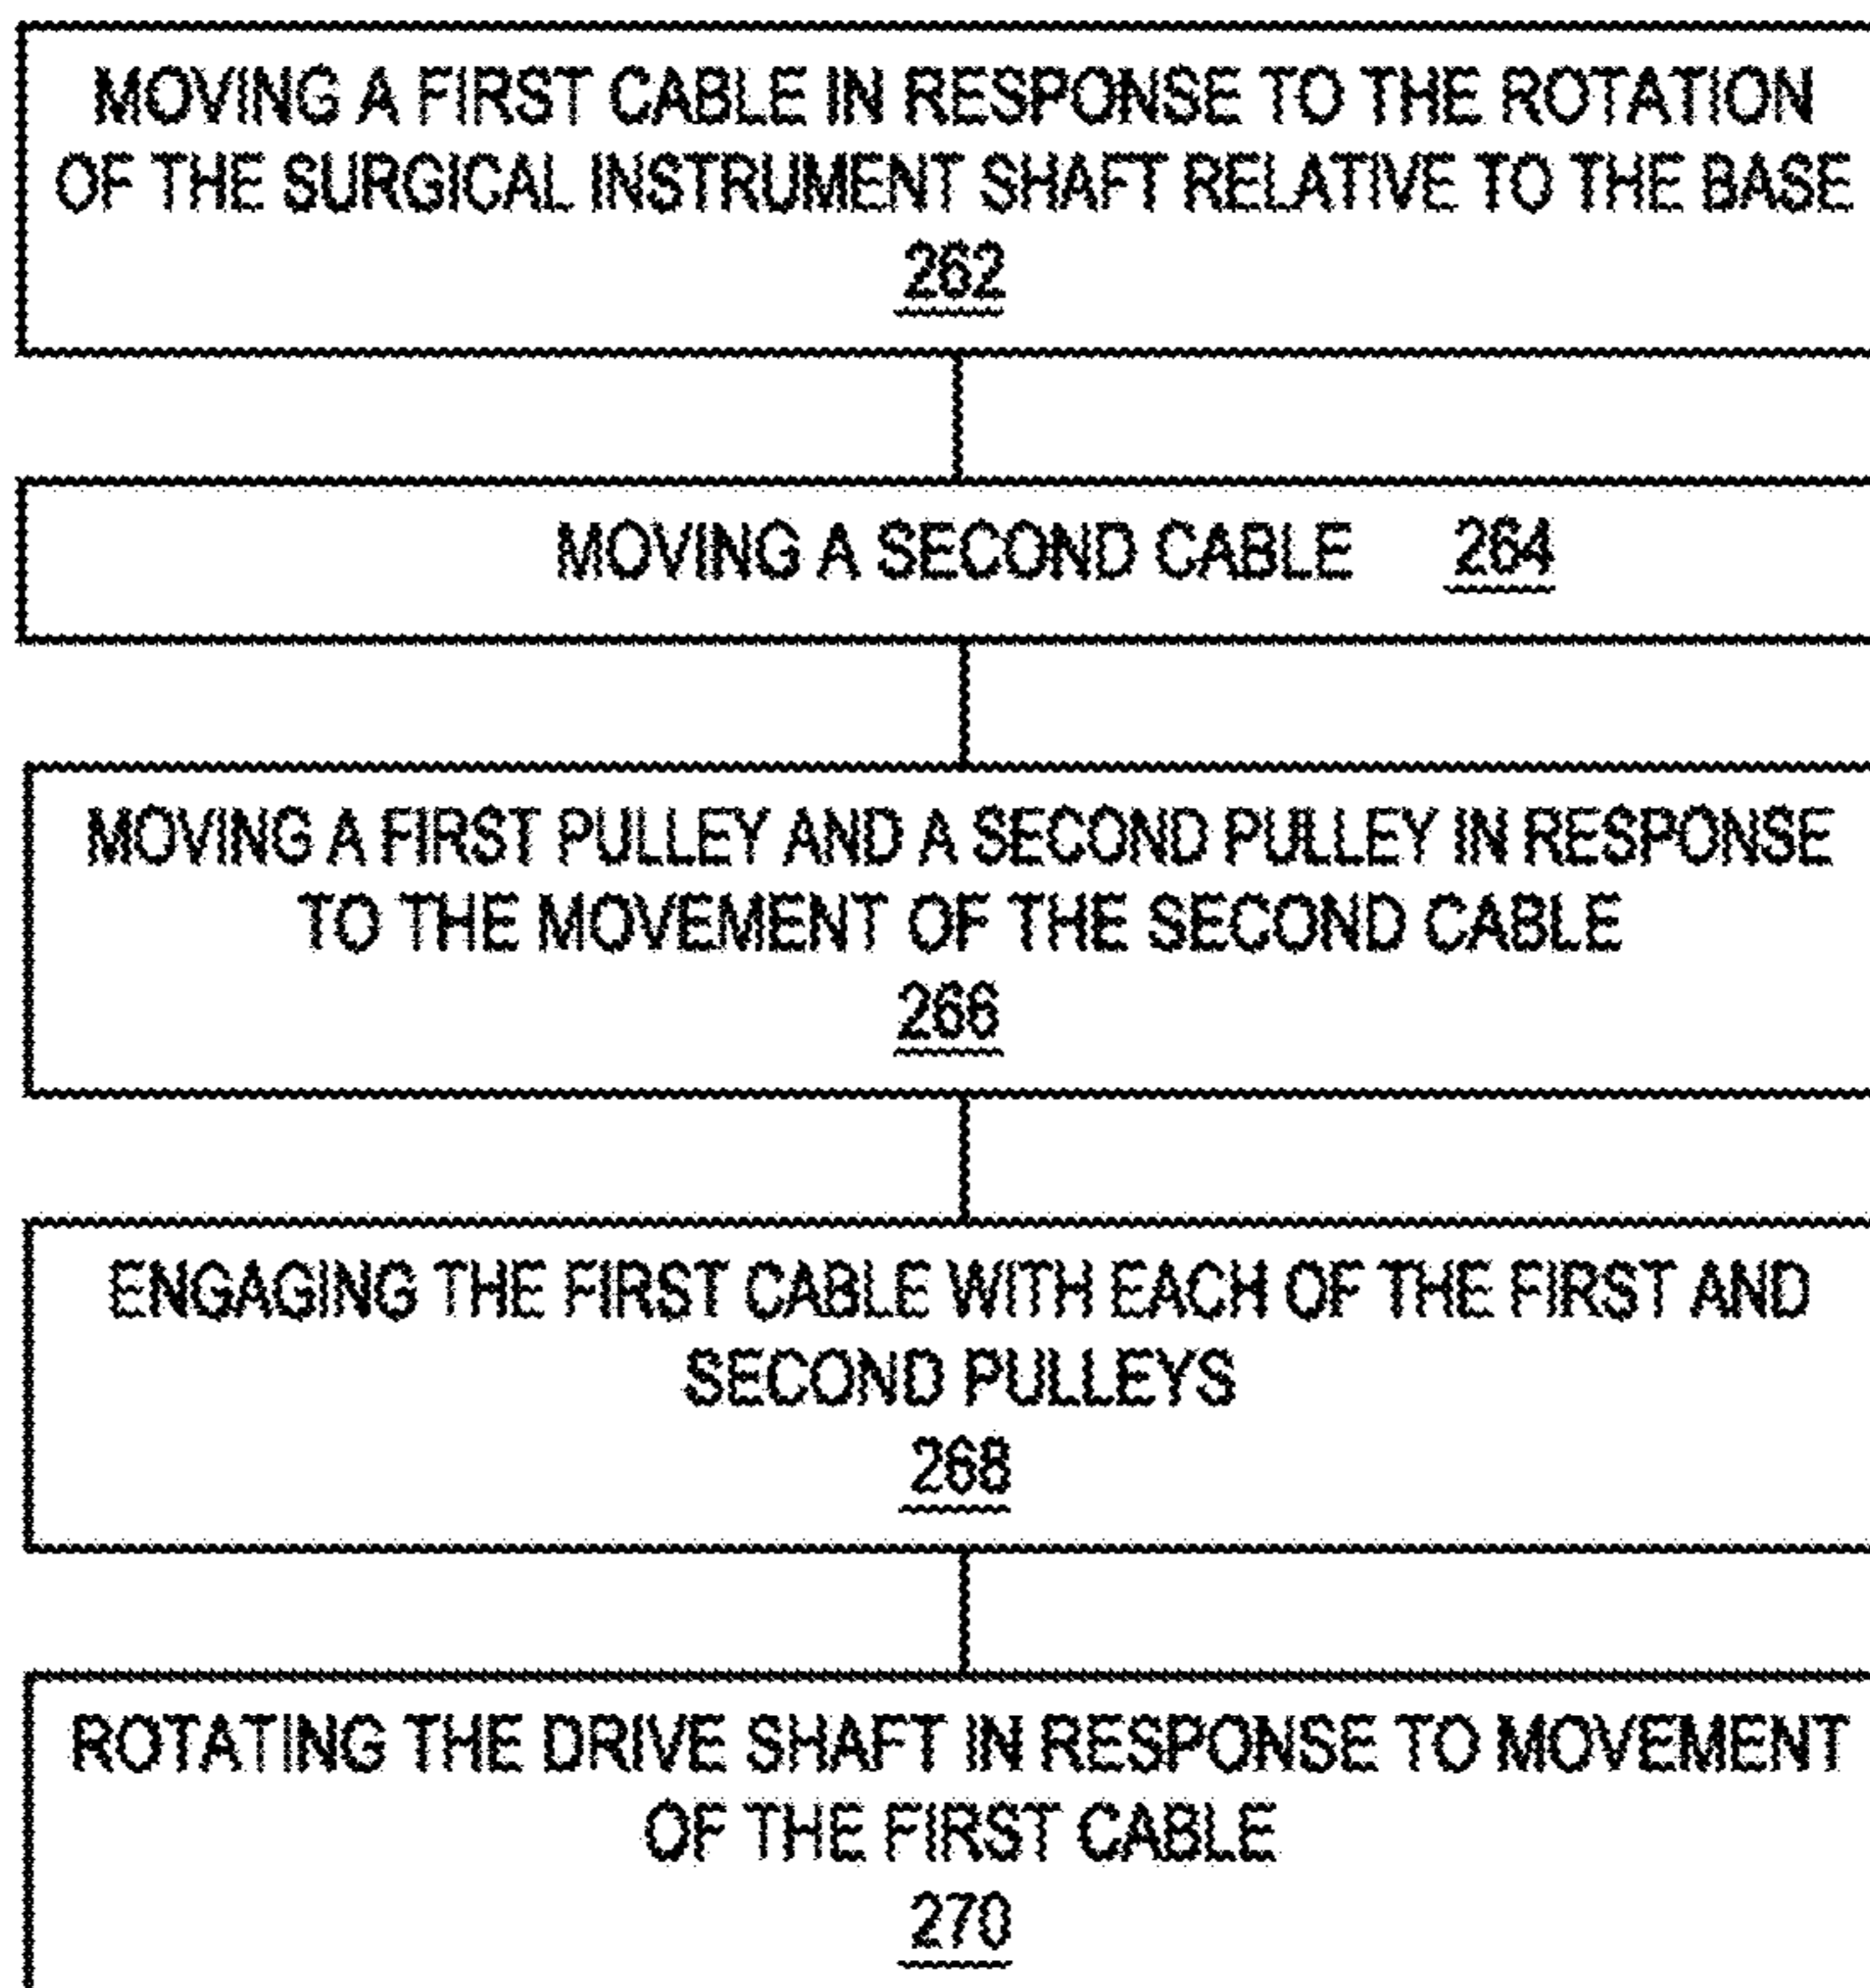 MOVING A FIRST CABLE IN RESPONSE TO THE ROTATION
OF THE SURGICAL INSTRUMENT SHAFT RELATIVE TO THE BASE
262
MOVING A SECOND CABLE 264
MOVING A FIRST PULLEY AND A SECOND PULLEY IN RESPONSE
TO THE MOVEMENT OF THE SECOND CABLE
266
ENGAGING THE FIRST CABLE WITH EACH OF THE FIRST AND
SECOND PULLEYS
268
ROTATING THE DRIVE SHAFT IN RESPONSE TO MOVEMENT
OF THE FIRST CABLE
270